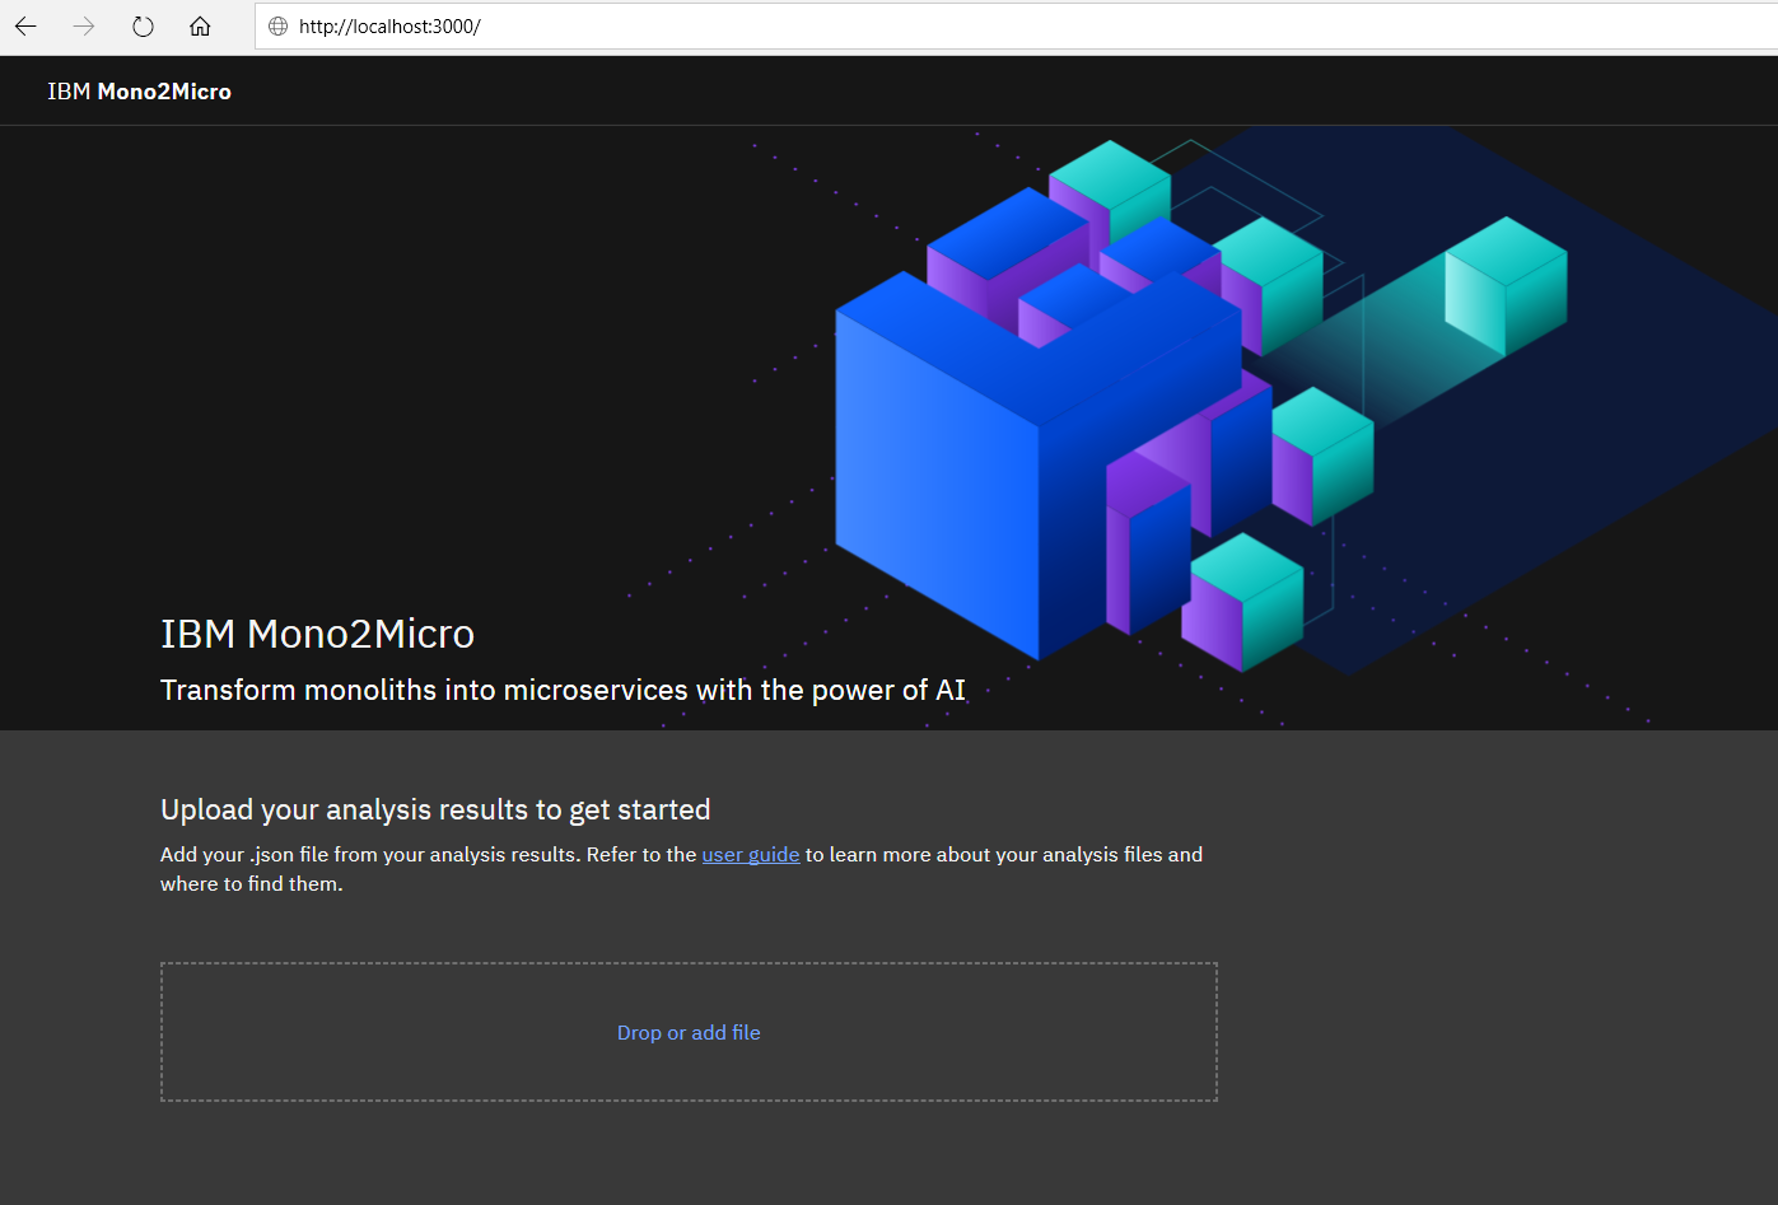 http://localhost:3000/
IBM Mono2Micro
IBM Mono2Micro
Transform monoliths into microservices with the power of AI
Upload your analysis results to get started
Add your .json file from your analysis results. Refer to the user guide to learn more about your analysis files and
where to find them.
Drop or add file